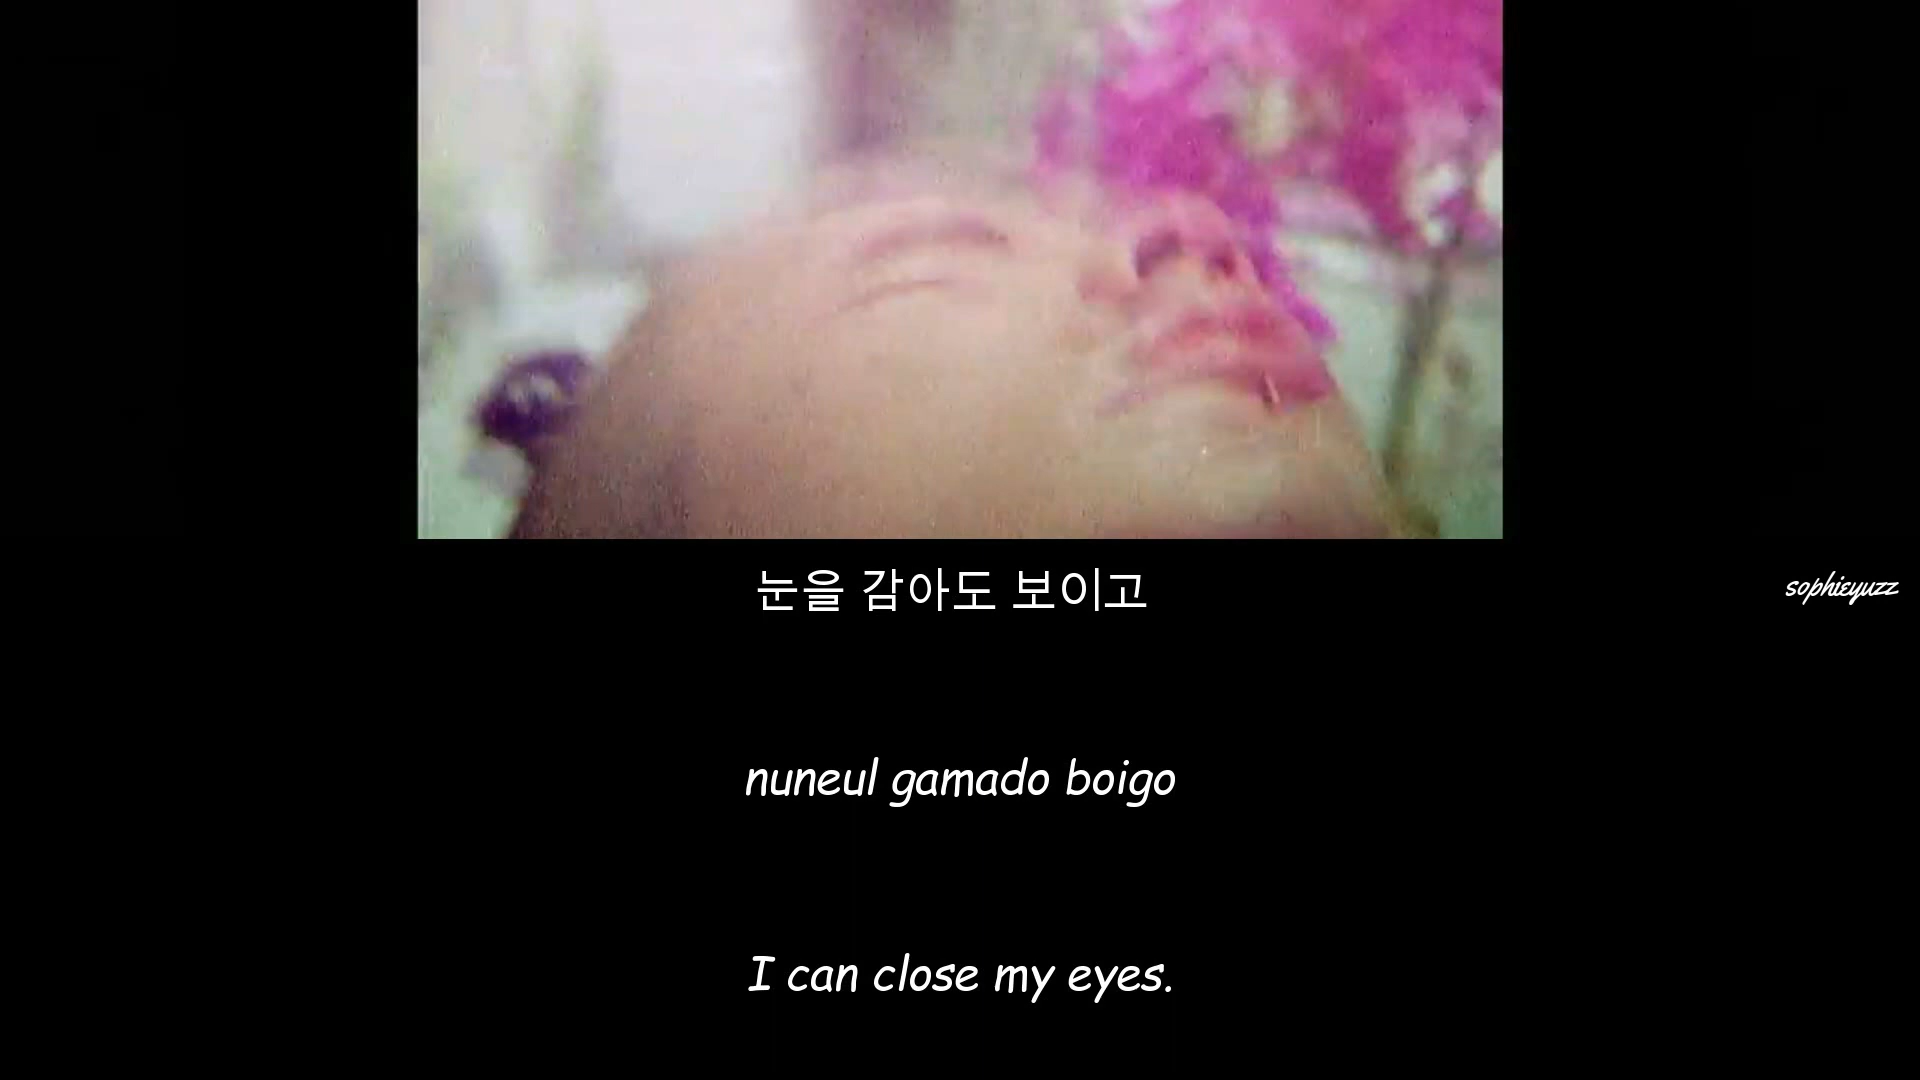 눈을 감아도 보이고
sophieyuzz
nuneul gamado boigo
I can close my eyes.